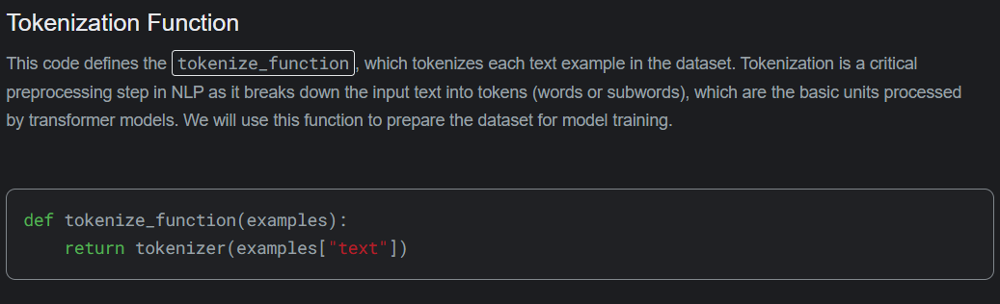 Tokenization Function
This code defines the tokenize_function, which tokenizes each text example in the dataset. Tokenization is a critical
preprocessing step in NLP as it breaks down the input text into tokens (words or subwords), which are the basic units processed
by transformer models. We will use this function to prepare the dataset for model training.
def tokenize_function(examples):
    return tokenizer(examples["text"])